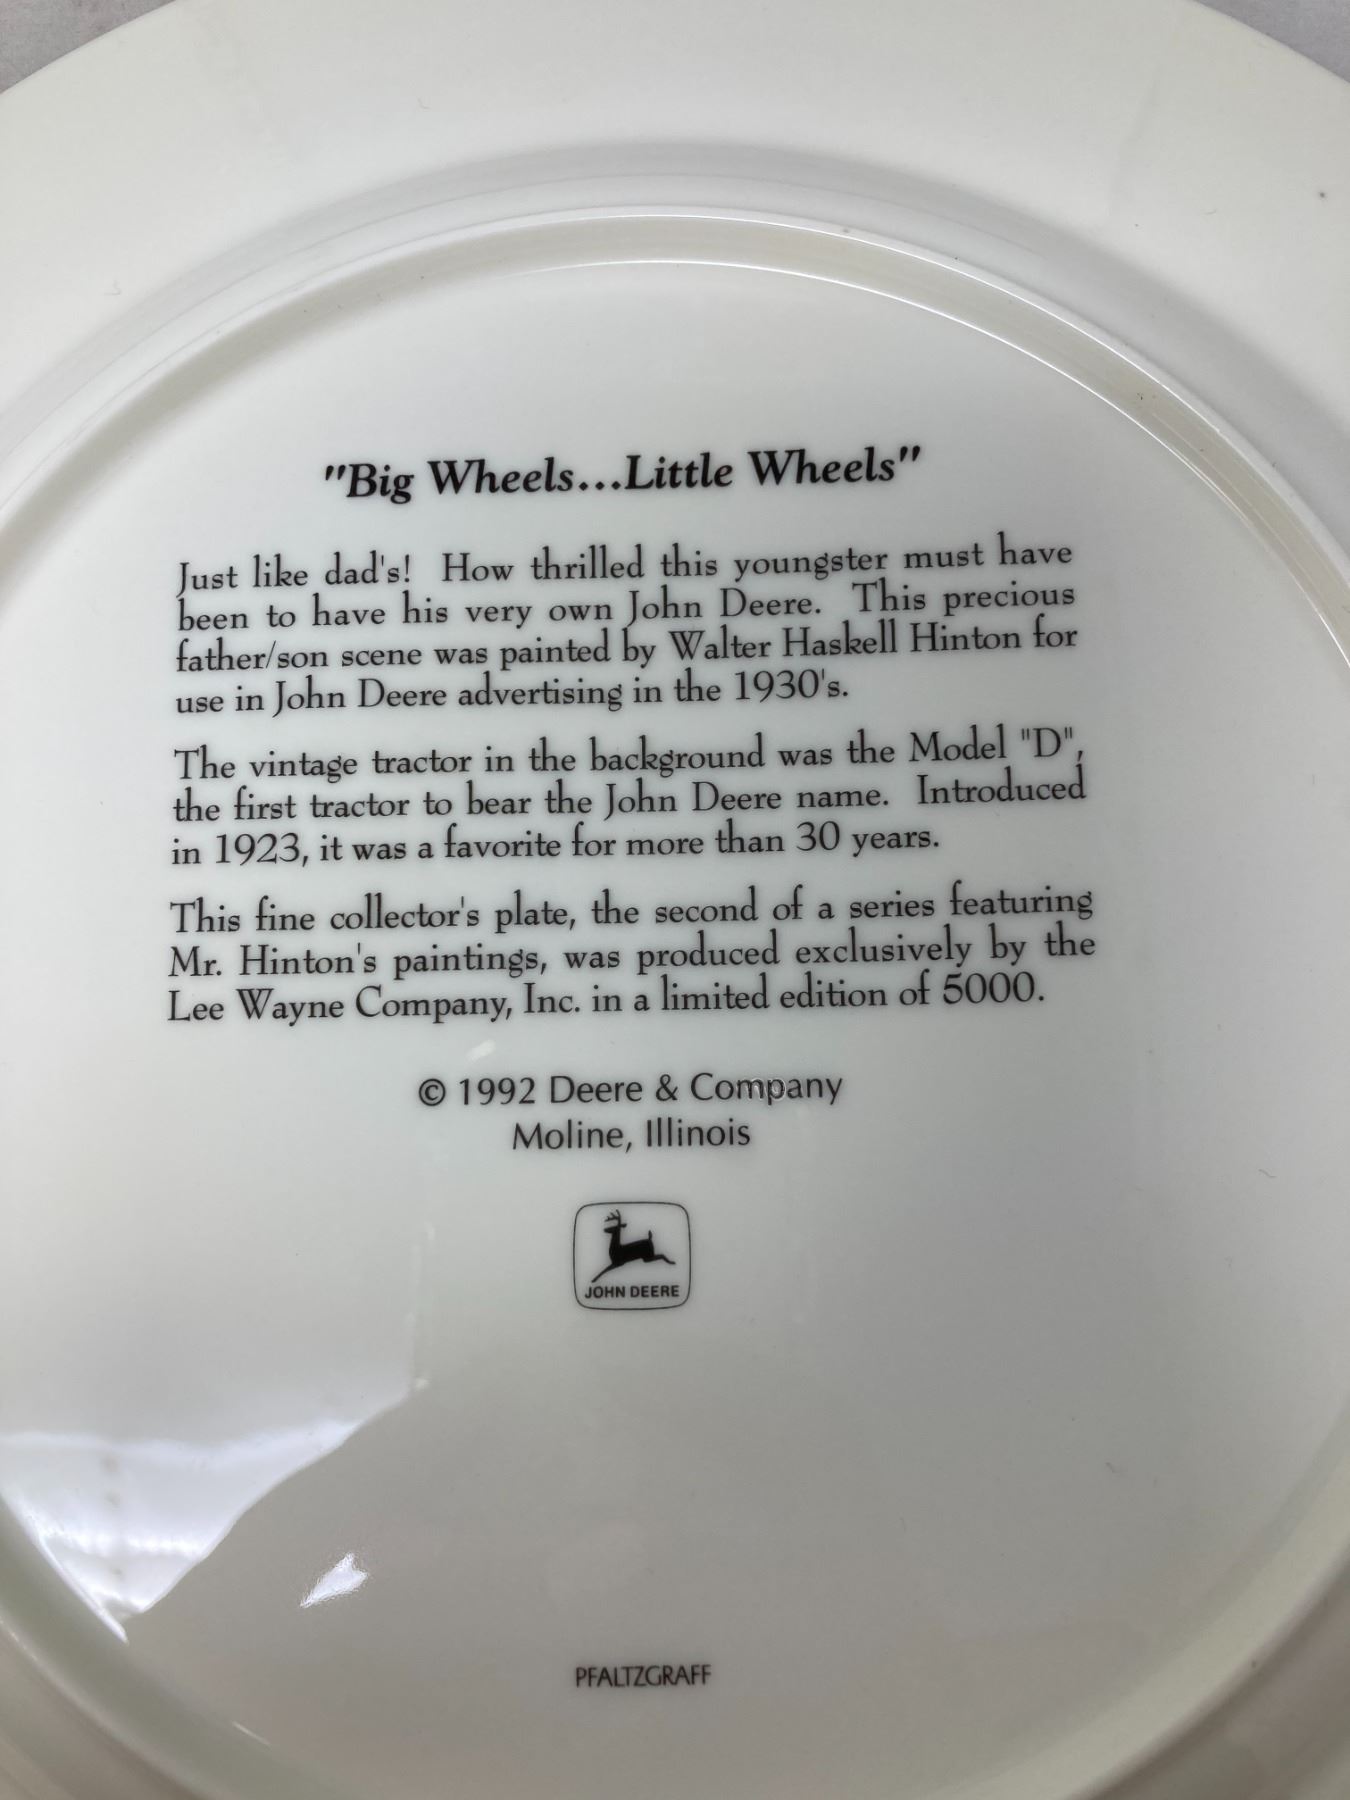 "Big Wheels...Little Wheels"
Just like dad's! How thrilled this youngster must have
been to have his very own John Deere. This precious
father/son scene was painted by Walter Haskell Hinton for
use in John Deere advertising in the 1930's.
The vintage tractor in the background was the Model "D",
the first tractor to bear the John Deere name. Introduced
in 1923, it was a favorite for more than 30 years.
This fine collector's plate, the second of a series featuring
Mr. Hinton's paintings, was produced exclusively by the
Lee Wayne Company, Inc. in a limited edition of 5000.
© 1992 Deere & Company
Moline, Illinois
JOHN DEERE
PFALTZGRAFF